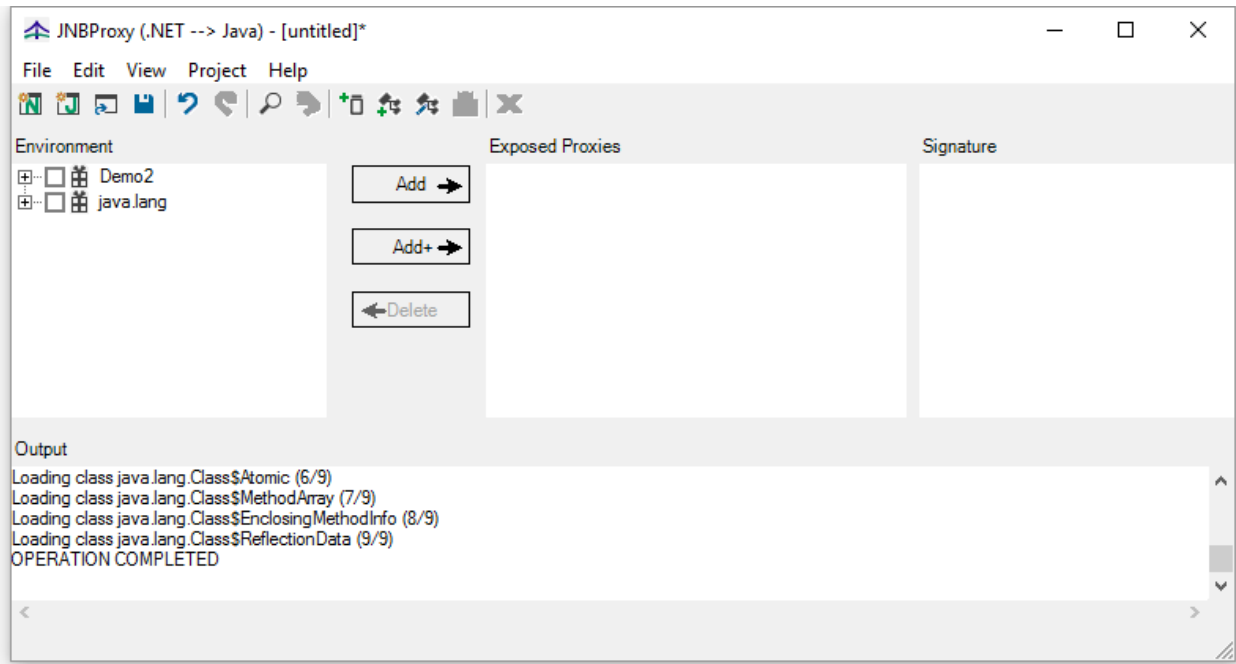 JNBProxy (.NET --> Java) - [untitled]*
File Edit View Project Help
Environment
Exposed Proxies
Signature
Demo2
java.lang
Add
Add+
Delete
Output
Loading class java.lang.Class$Atomic (6/9)
Loading class java.lang.Class$MethodArray (7/9)
Loading class java.lang.Class$EnclosingMethodInfo (8/9)
Loading class java.lang.Class$ReflectionData (9/9)
OPERATION COMPLETED